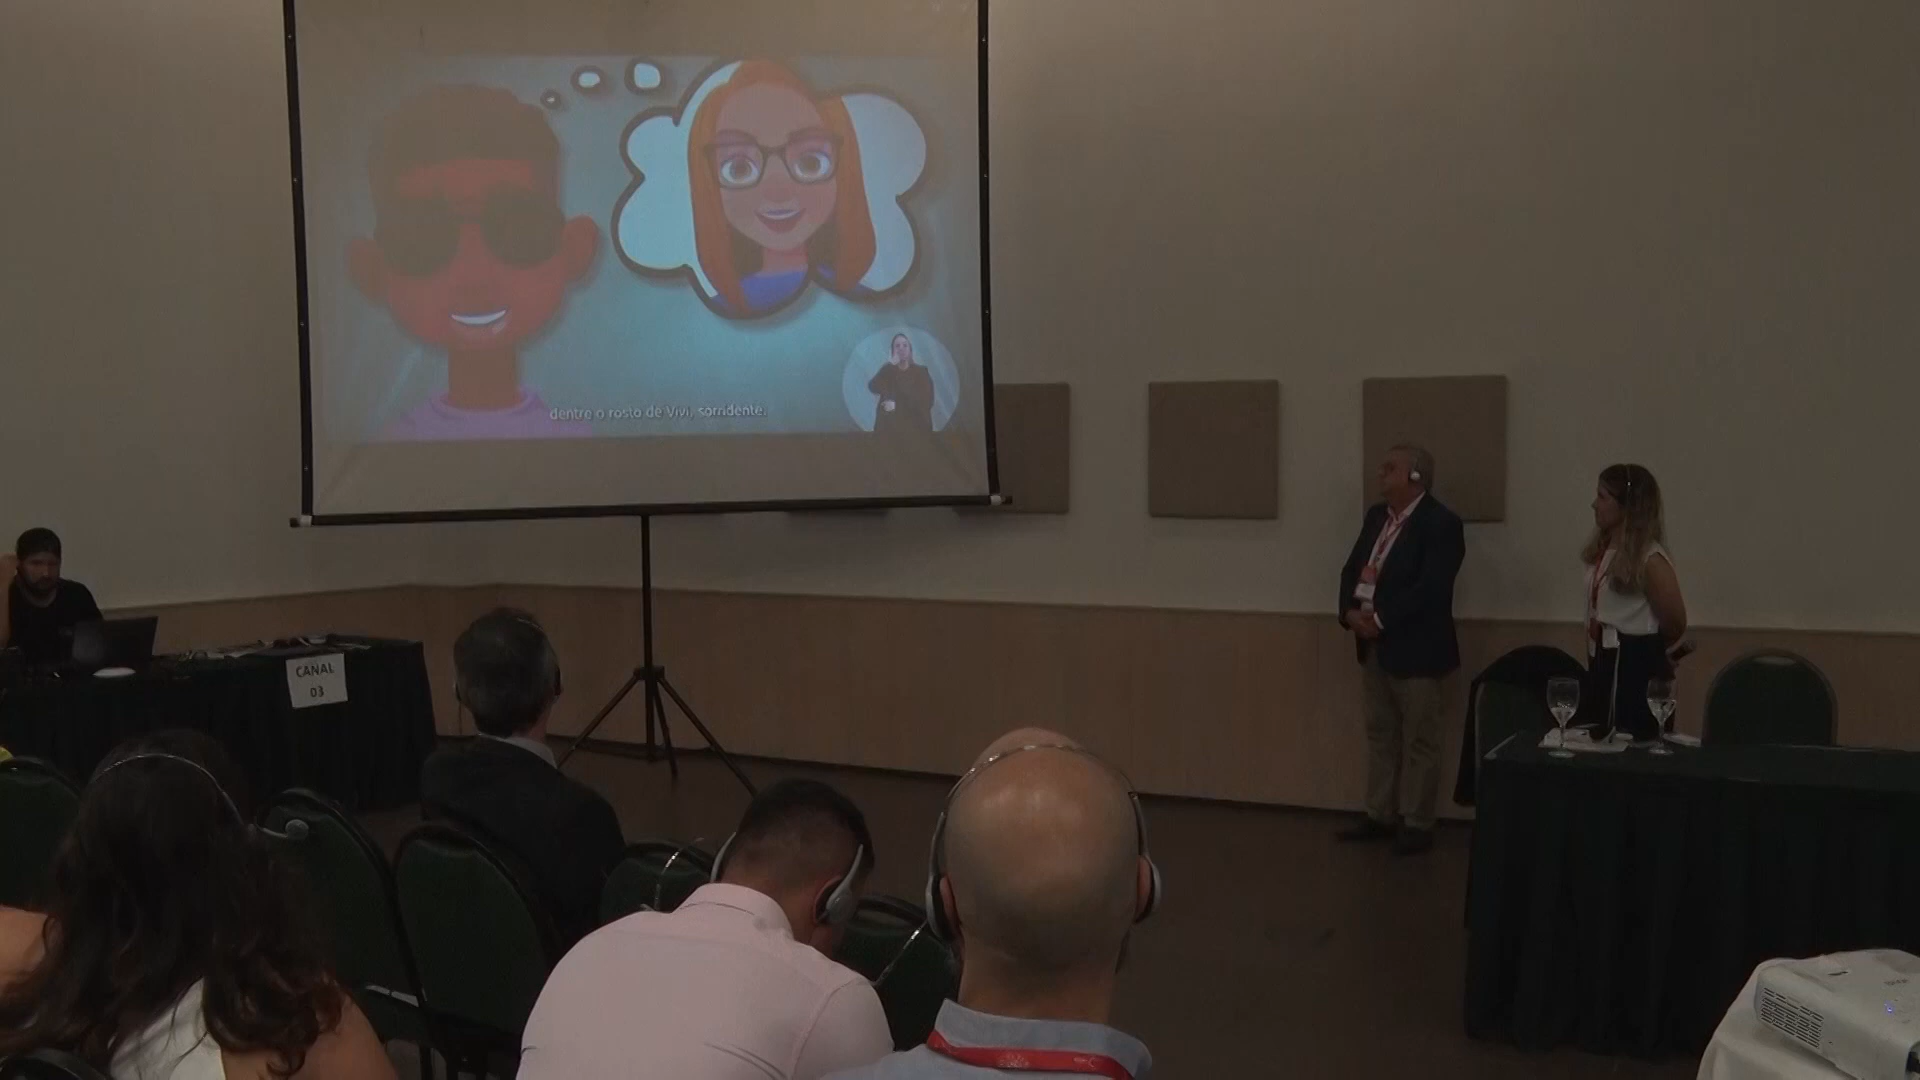 dentre o rosto de Vivi, sorridente.
CANAL
03